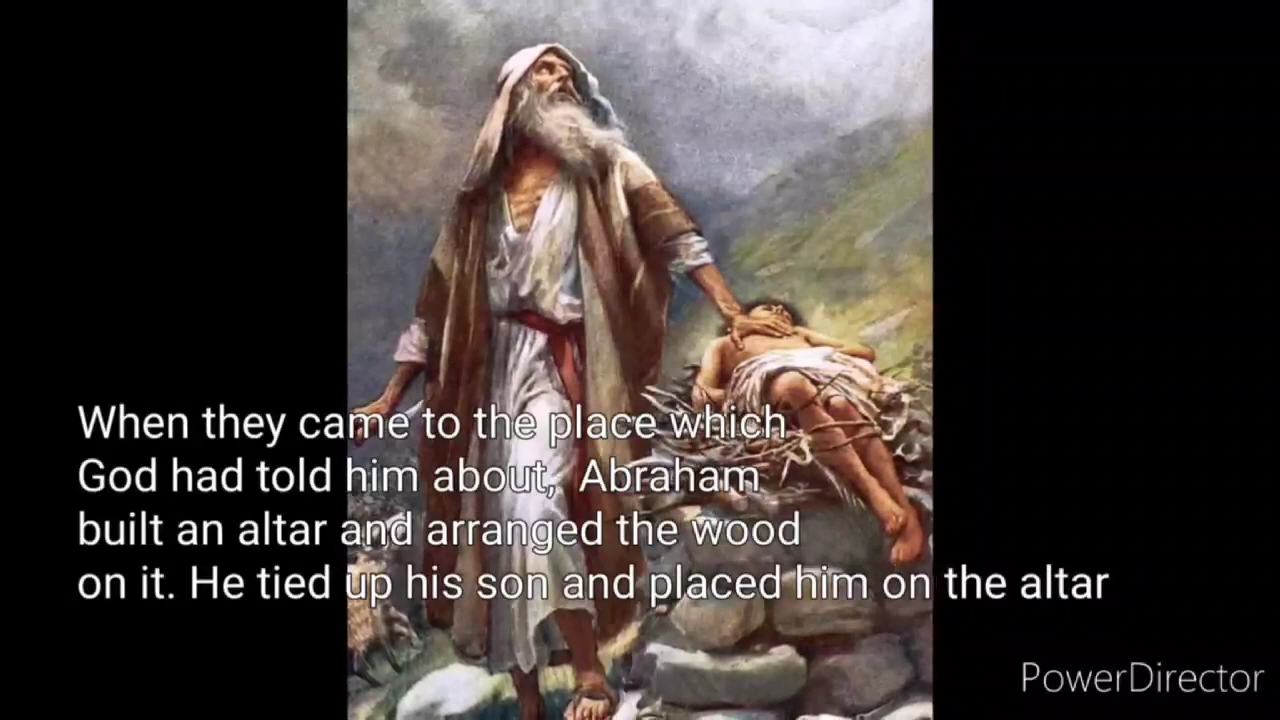 When they came to the place which
God had told him about, Abraham
built an altar and arranged the wood
on it. He tied up his son and placed him on the altar
PowerDirector